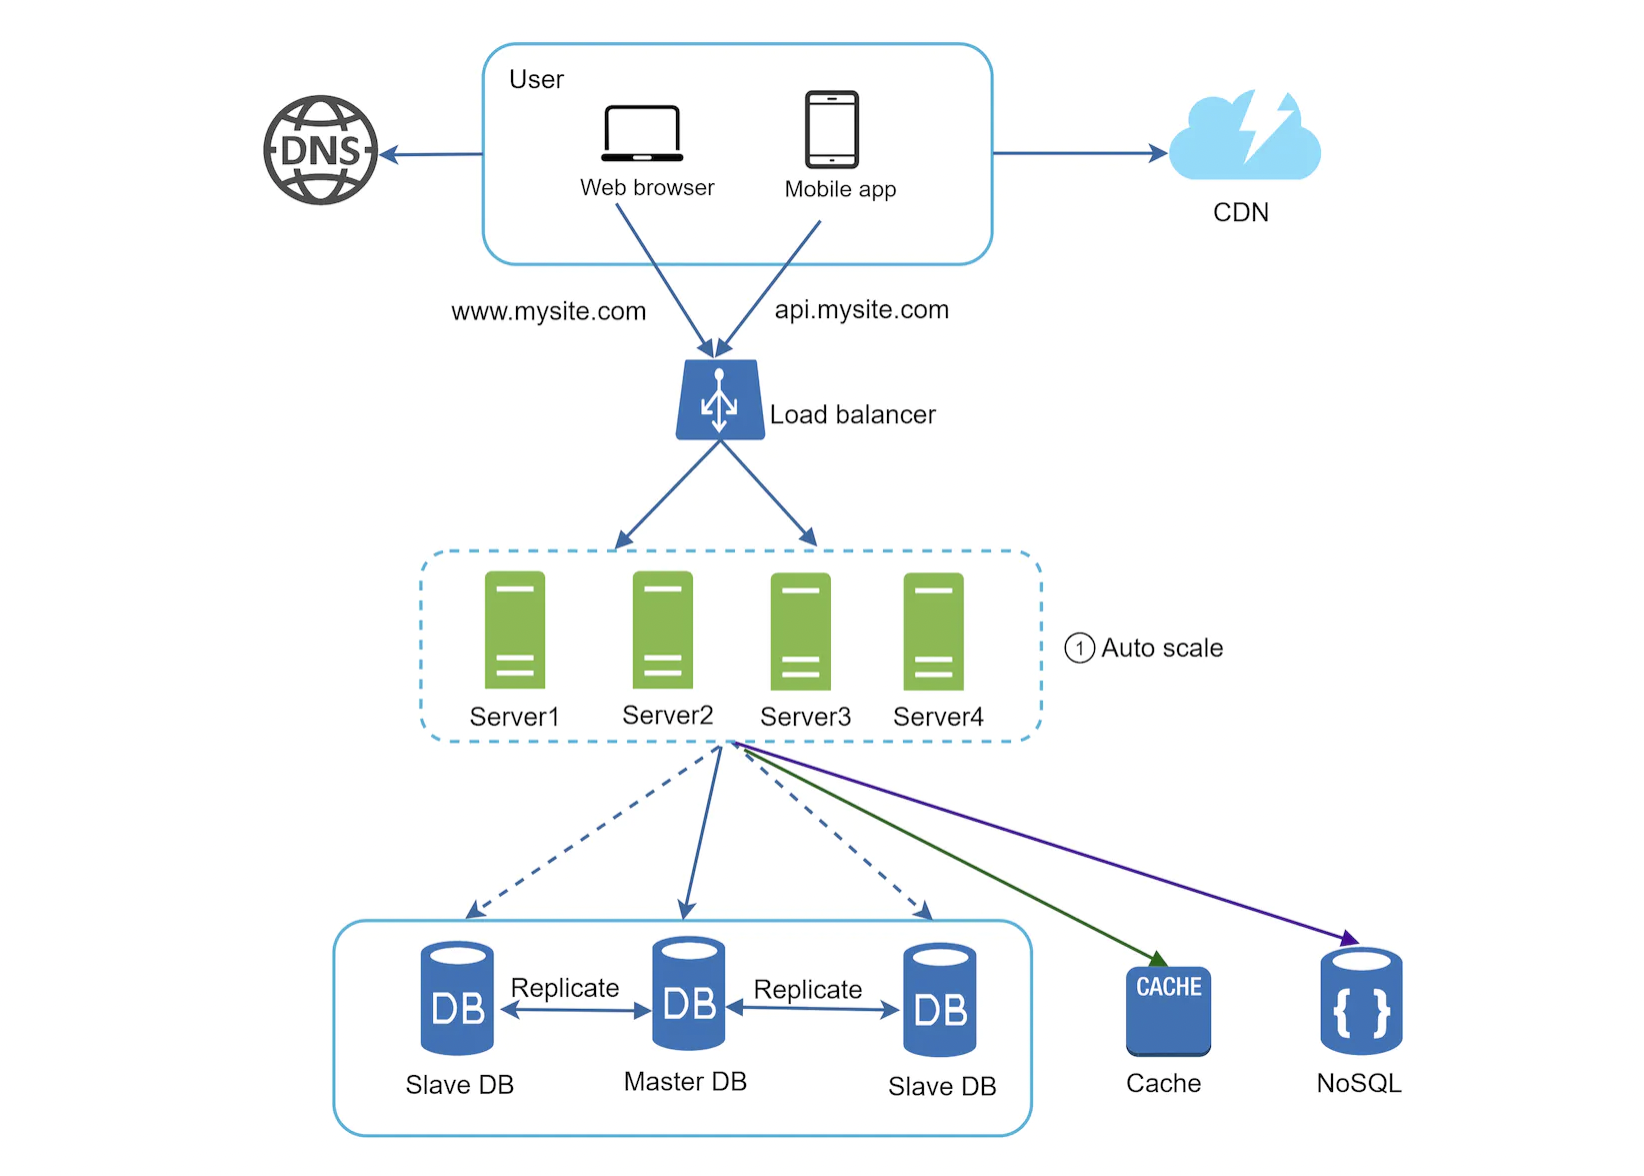 User
DNS
Web browser
Mobile app
CDN
www.mysite.com
api.mysite.com
Load balancer
Server1
Server2
Server3
Server4
1 Auto scale
DB
Replicate
DB
Replicate
DB
CACHE
{ }
Slave DB
Master DB
Slave DB
Cache
NoSQL